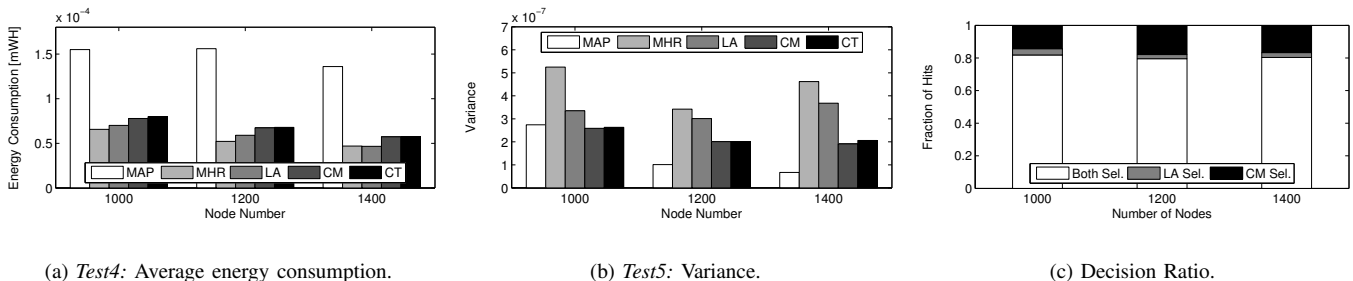 x 10⁻⁴
1.5
1
0.5
0
Energy Consumption [mWH]
MAP MHR LA CM CT
1000 1200 1400
Node Number
(a) Test4: Average energy consumption.
x 10⁻⁷
7
6
5
4
3
2
1
0
Variance
MAP MHR LA CM CT
1000 1200 1400
Node Number
(b) Test5: Variance.
1
0.8
0.6
0.4
0.2
0
Fraction of Hits
Both Sel. LA Sel. CM Sel.
1000 1200 1400
Number of Nodes
(c) Decision Ratio.